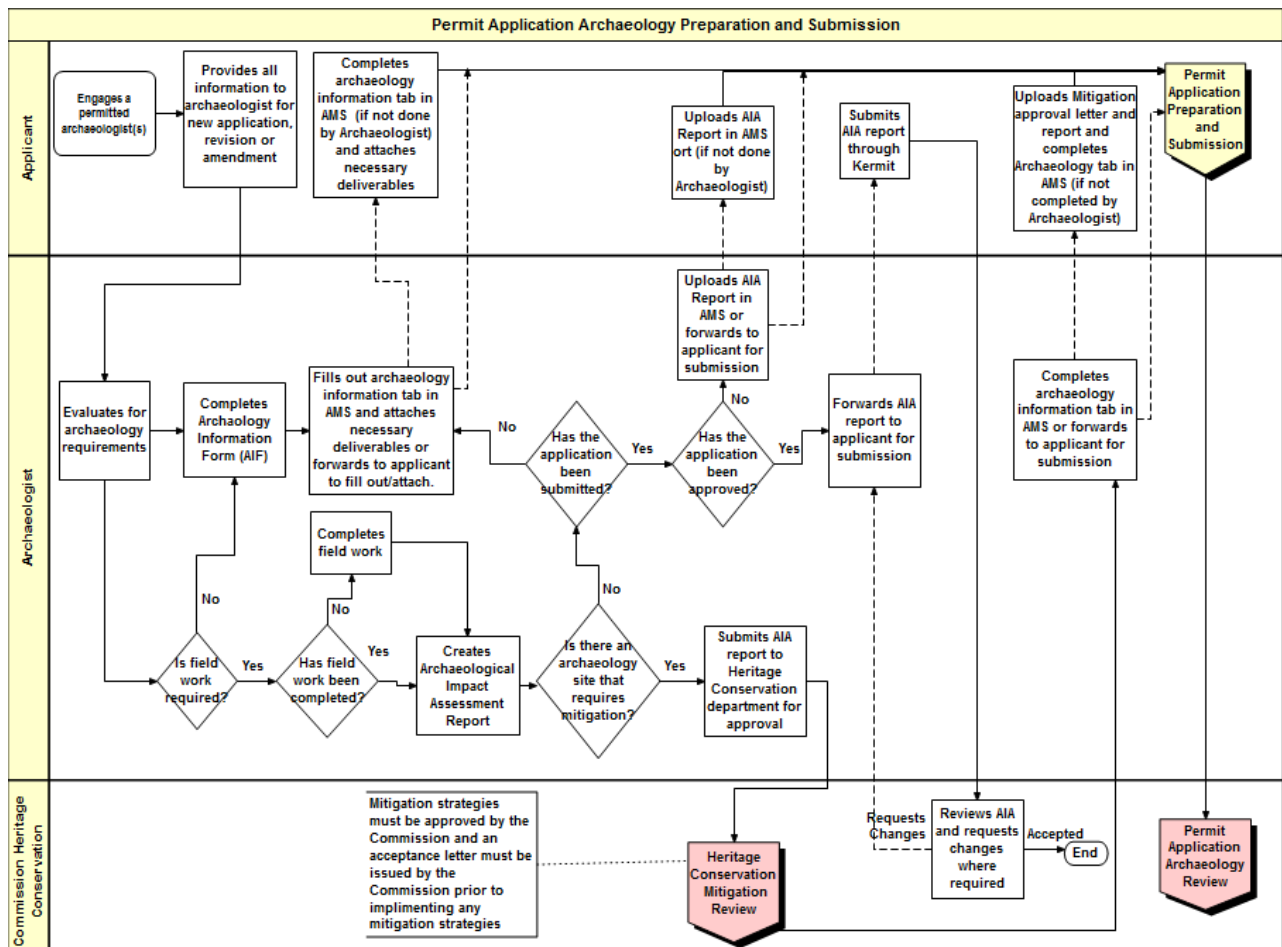 Permit Application Archaeology Preparation and Submission
Applicant
Engages a
permitted
archaeologist(s)
Provides all
information to
archaeologist for
new application,
revision or
amendment
Completes
archaeology
information tab in
AMS (if not done
by Archaeologist)
and attaches
necessary
deliverables
Uploads AIA
Report in AMS
ort (if not done
by
Archaeologist)
Submits
AIA report
through
Kermit
Uploads Mitigation
approval letter and
report and
completes
Archaeology tab in
AMS (if not
completed by
Archaeologist)
Permit
Application
Preparation
and
Submission
Archaeologist
Evaluates for
archaeology
requirements
Completes
Archaology
Information
Form (AIF)
Fills out archaeology
information tab in
AMS and attaches
necessary
deliverables or
forwards to applicant
to fill out/attach.
No
Has the
application
been
submitted?
Yes
Uploads AIA
Report in
AMS or
forwards to
applicant for
submission
No
Has the
application
been
approved?
Yes
Forwards AIA
report to
applicant for
submission
Completes
archaeology
information tab in
AMS or forwards
to applicant for
submission
No
Is field
work
required?
Yes
Completes
field work
No
Has field
work been
completed?
Yes
Creates
Archaeological
Impact
Assessment
Report
No
Is there an
archaeology
site that
requires
mitigation?
Yes
Submits AIA
report to
Heritage
Conservation
department for
approval
Commission Heritage
Conservation
Mitigation strategies
must be approved by
the Commission and an
acceptance letter must be
issued by the
Commission prior to
implimenting any
mitigation strategies
Heritage
Conservation
Mitigation
Review
Requests
Changes
Reviews AIA
and requests
changes
where
required
Accepted
End
Permit
Application
Archaeology
Review